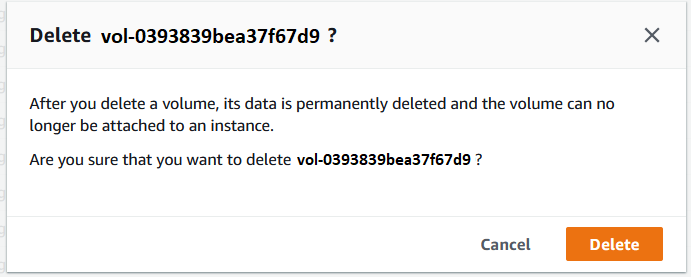 Delete vol-0393839bea37f67d9 ?
After you delete a volume, its data is permanently deleted and the volume can no
longer be attached to an instance.
Are you sure that you want to delete vol-0393839bea37f67d9 ?
Cancel
Delete